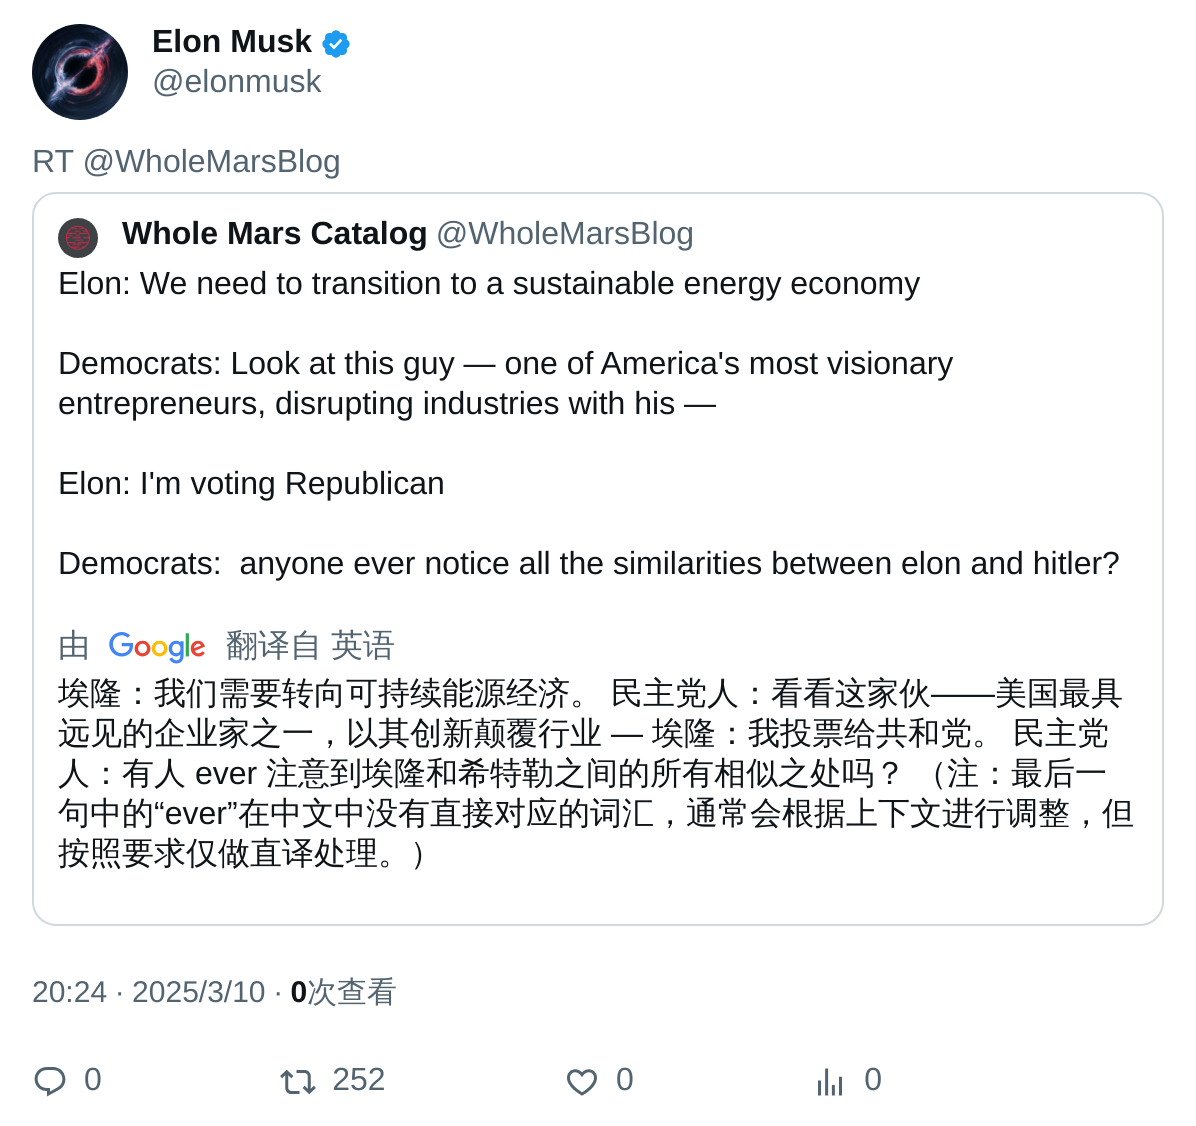 Elon Musk
@elonmusk
RT @WholeMarsBlog
Whole Mars Catalog @WholeMarsBlog
Elon: We need to transition to a sustainable energy economy
Democrats: Look at this guy — one of America's most visionary
entrepreneurs, disrupting industries with his —
Elon: I'm voting Republican
Democrats:  anyone ever notice all the similarities between elon and hitler?
由 Google 翻译自 英语
埃隆：我们需要转向可持续能源经济。 民主党人：看看这家伙——美国最具
远见的企业家之一，以其创新颠覆行业 — 埃隆：我投票给共和党。 民主党
人：有人 ever 注意到埃隆和希特勒之间的所有相似之处吗？ （注：最后一
句中的“ever”在中文中没有直接对应的词汇，通常会根据上下文进行调整，但
按照要求仅做直译处理。）
20:24 · 2025/3/10 · 0次查看
0 252 0 0